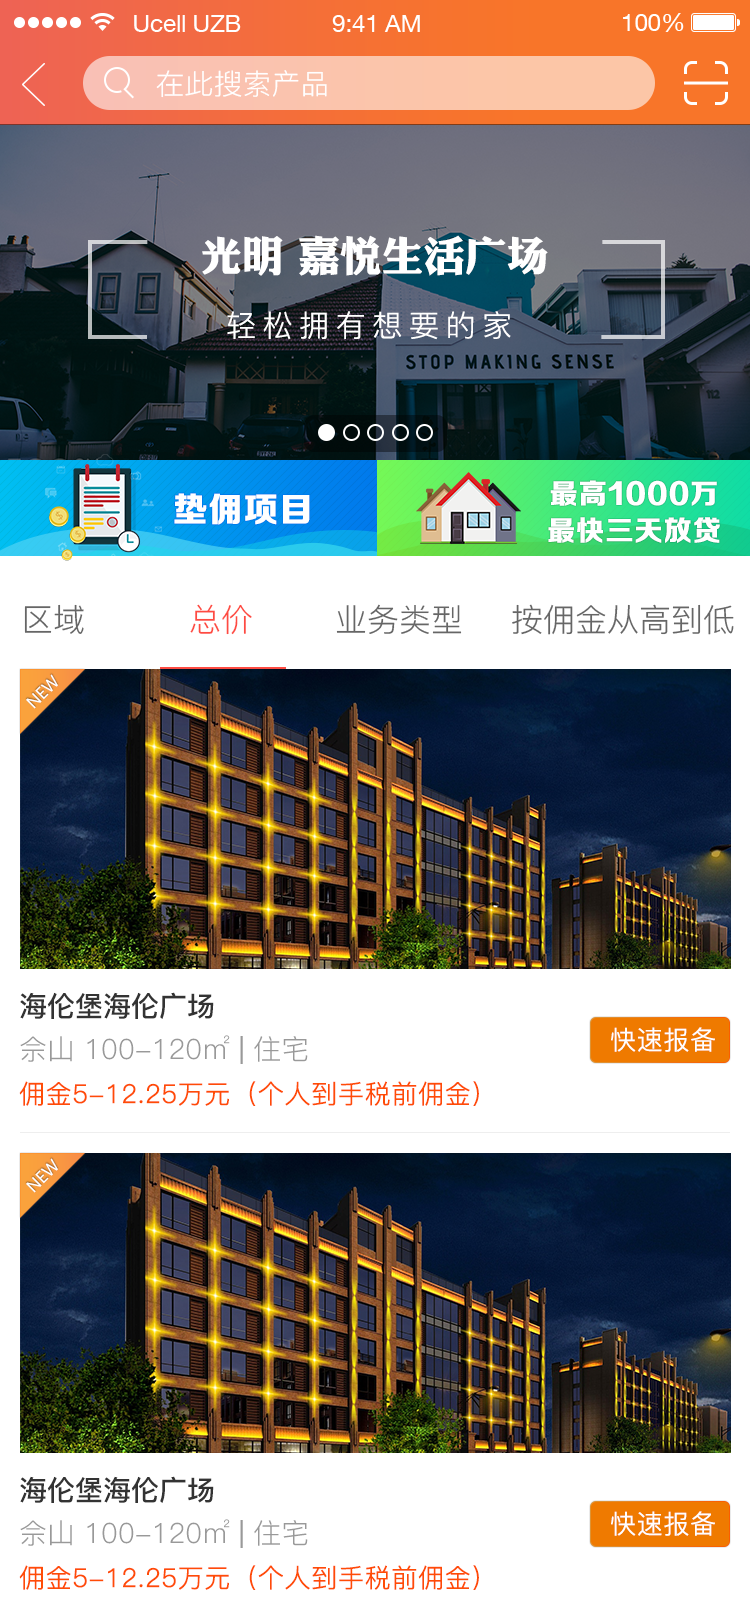 Ucell UZB
9:41 AM
100%
在此搜索产品
光明 嘉悦生活广场
轻松拥有想要的家
STOP MAKING SENSE
112
垫佣项目
最高1000万
最快三天放贷
区域
总价
业务类型
按佣金从高到低
NEW
海伦堡海伦广场
佘山 100-120㎡ | 住宅
快速报备
佣金5-12.25万元（个人到手税前佣金）
NEW
海伦堡海伦广场
佘山 100-120㎡ | 住宅
快速报备
佣金5-12.25万元（个人到手税前佣金）